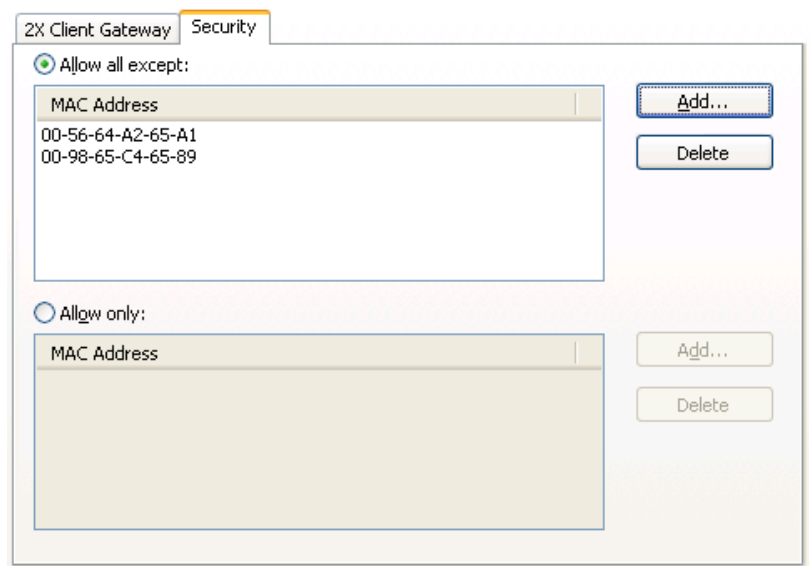 2X Client Gateway Security
Allow all except:
MAC Address
Add...
00-56-64-A2-65-A1
00-98-65-C4-65-89
Delete
Allow only:
MAC Address
Add...
Delete